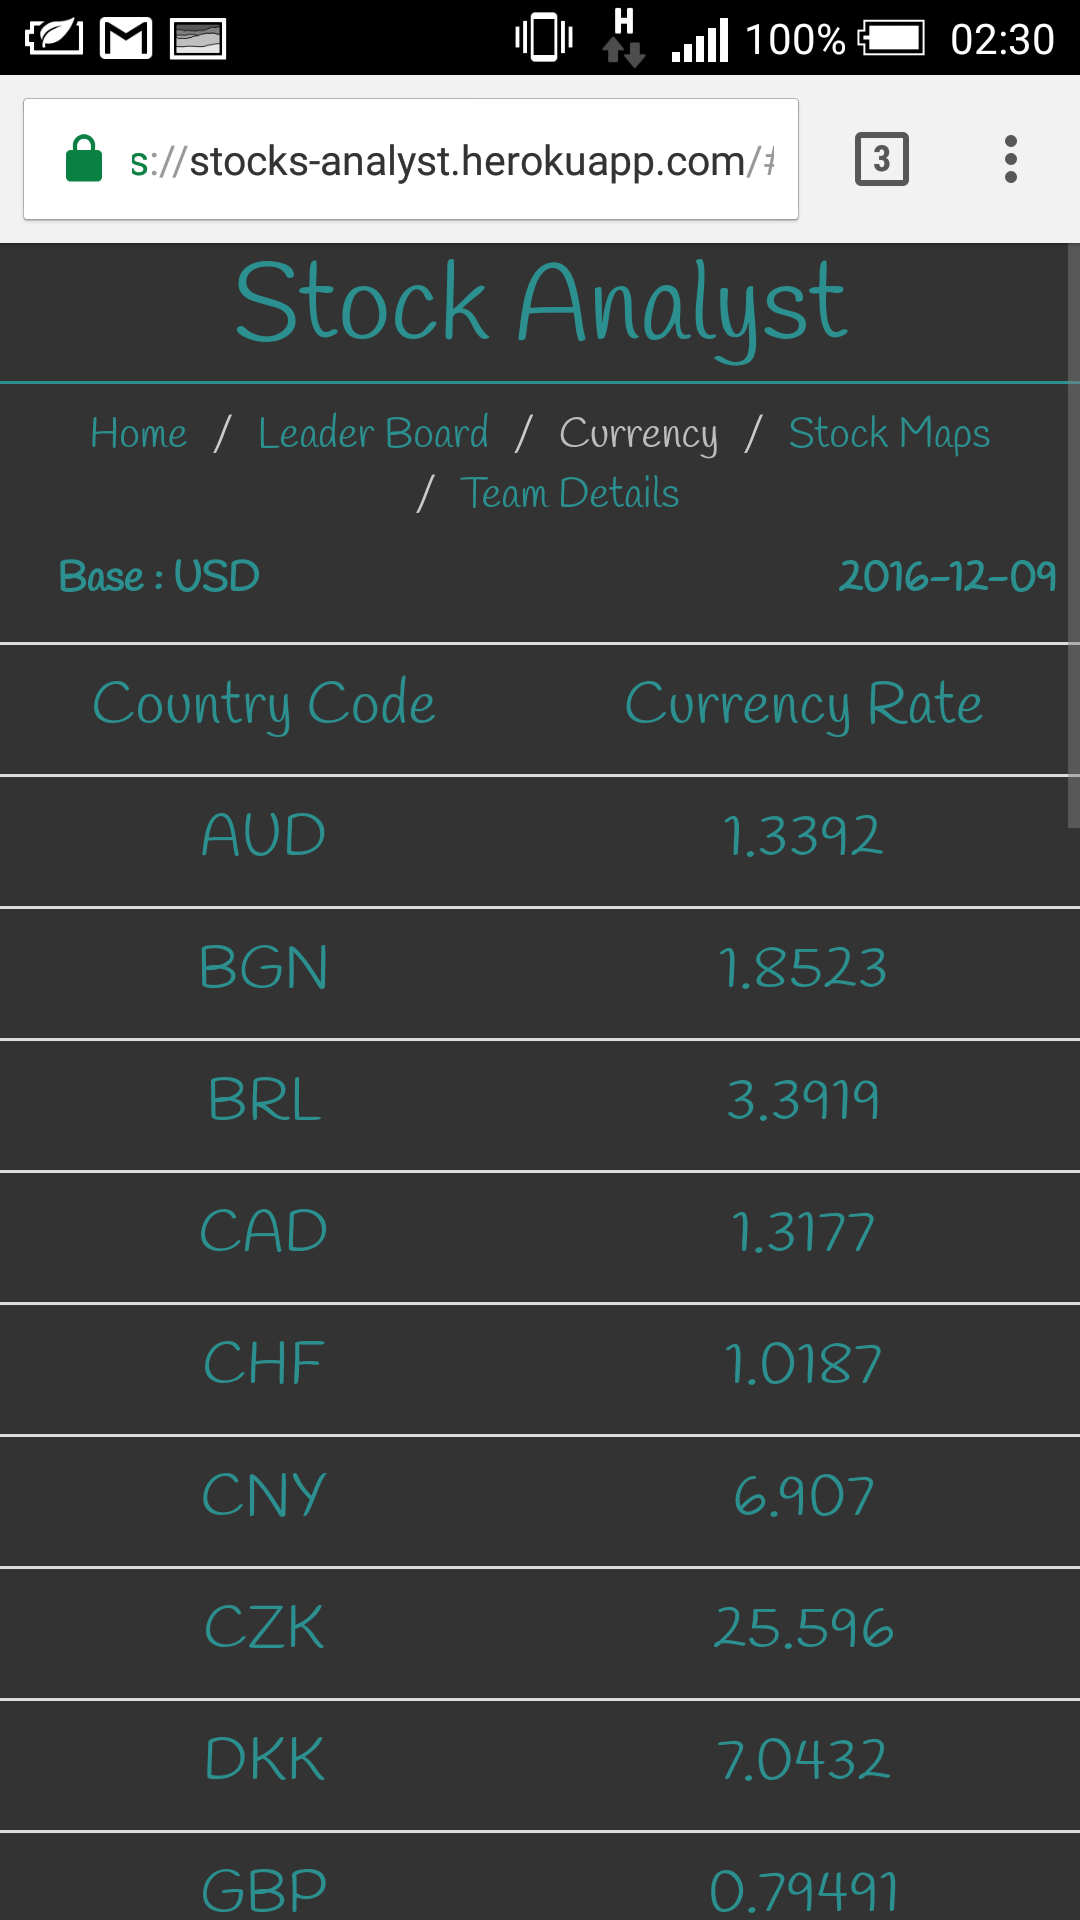 H 100% 02:30
s://stocks-analyst.herokuapp.com/# 3
Stock Analyst
Home / Leader Board / Currency / Stock Maps
/ Team Details
Base : USD 2016-12-09
Country Code Currency Rate
AUD 1.3392
BGN 1.8523
BRL 3.3919
CAD 1.3177
CHF 1.0187
CNY 6.907
CZK 25.596
DKK 7.0432
GBP 0.79491